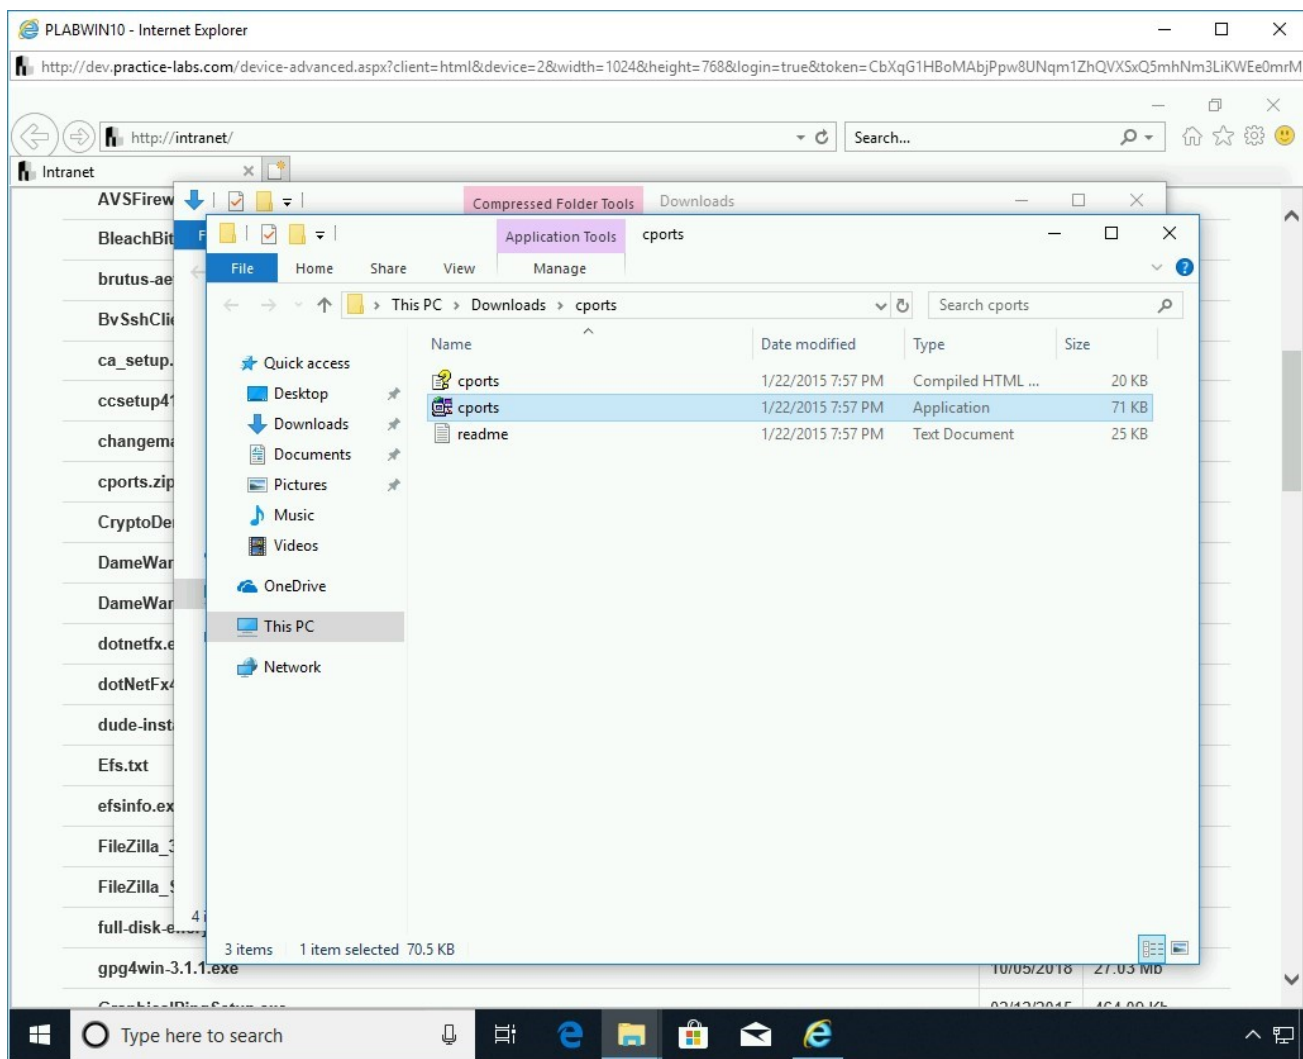 PLABWIN10 - Internet Explorer
http://dev.practice-labs.com/device-advanced.aspx?client=html&device=2&width=1024&height=768&login=true&token=CbXqG1HBoMAbjPpw8UNqm1ZhQVXSxQ5mhNm3LiKWEe0mrM
http://intranet/
Search...
Intranet
AVSFirew
Compressed Folder Tools
Downloads
BleachBit
F
Application Tools
cports
brutus-ae
File Home Share View Manage
BvSshClie
This PC > Downloads > cports
Search cports
ca_setup.
Name Date modified Type Size
Quick access
cports 1/22/2015 7:57 PM Compiled HTML ... 20 KB
ccsetup41
Desktop
cports 1/22/2015 7:57 PM Application 71 KB
Downloads
readme 1/22/2015 7:57 PM Text Document 25 KB
changema
Documents
cports.zip
Pictures
Music
CryptoDe
Videos
DameWar
OneDrive
DameWar
This PC
dotnetfx.e
Network
dotNetFx4
dude-inst
Efs.txt
efsinfo.ex
FileZilla_3
FileZilla_S
4 i
full-disk-e
3 items 1 item selected 70.5 KB
gpg4win-3.1.1.exe 10/05/2018 27.03 Mb
Type here to search